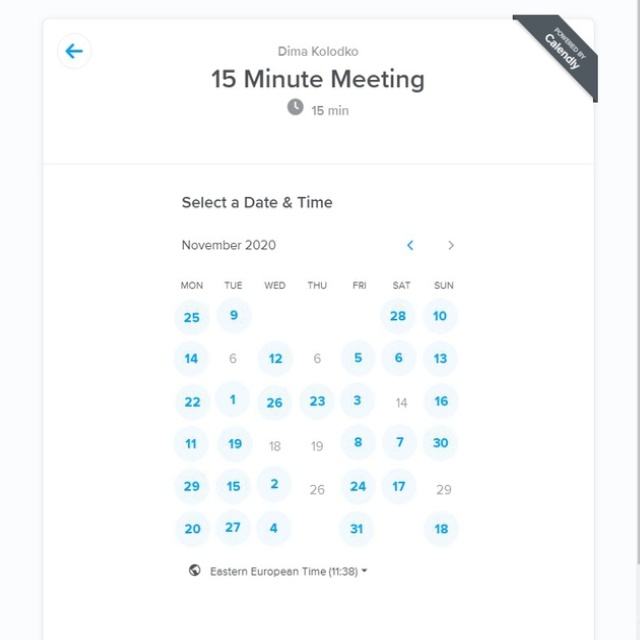 Dima Kolodko
POWERED BY
Calendly
15 Minute Meeting
15 min
Select a Date & Time
November 2020
MON TUE WED THU FRI SAT SUN
25 9 28 10
14 6 12 6 5 6 13
22 1 26 23 3 14 16
11 19 18 19 8 7 30
29 15 2 26 24 17 29
20 27 4 31 18
Eastern European Time (11:38)